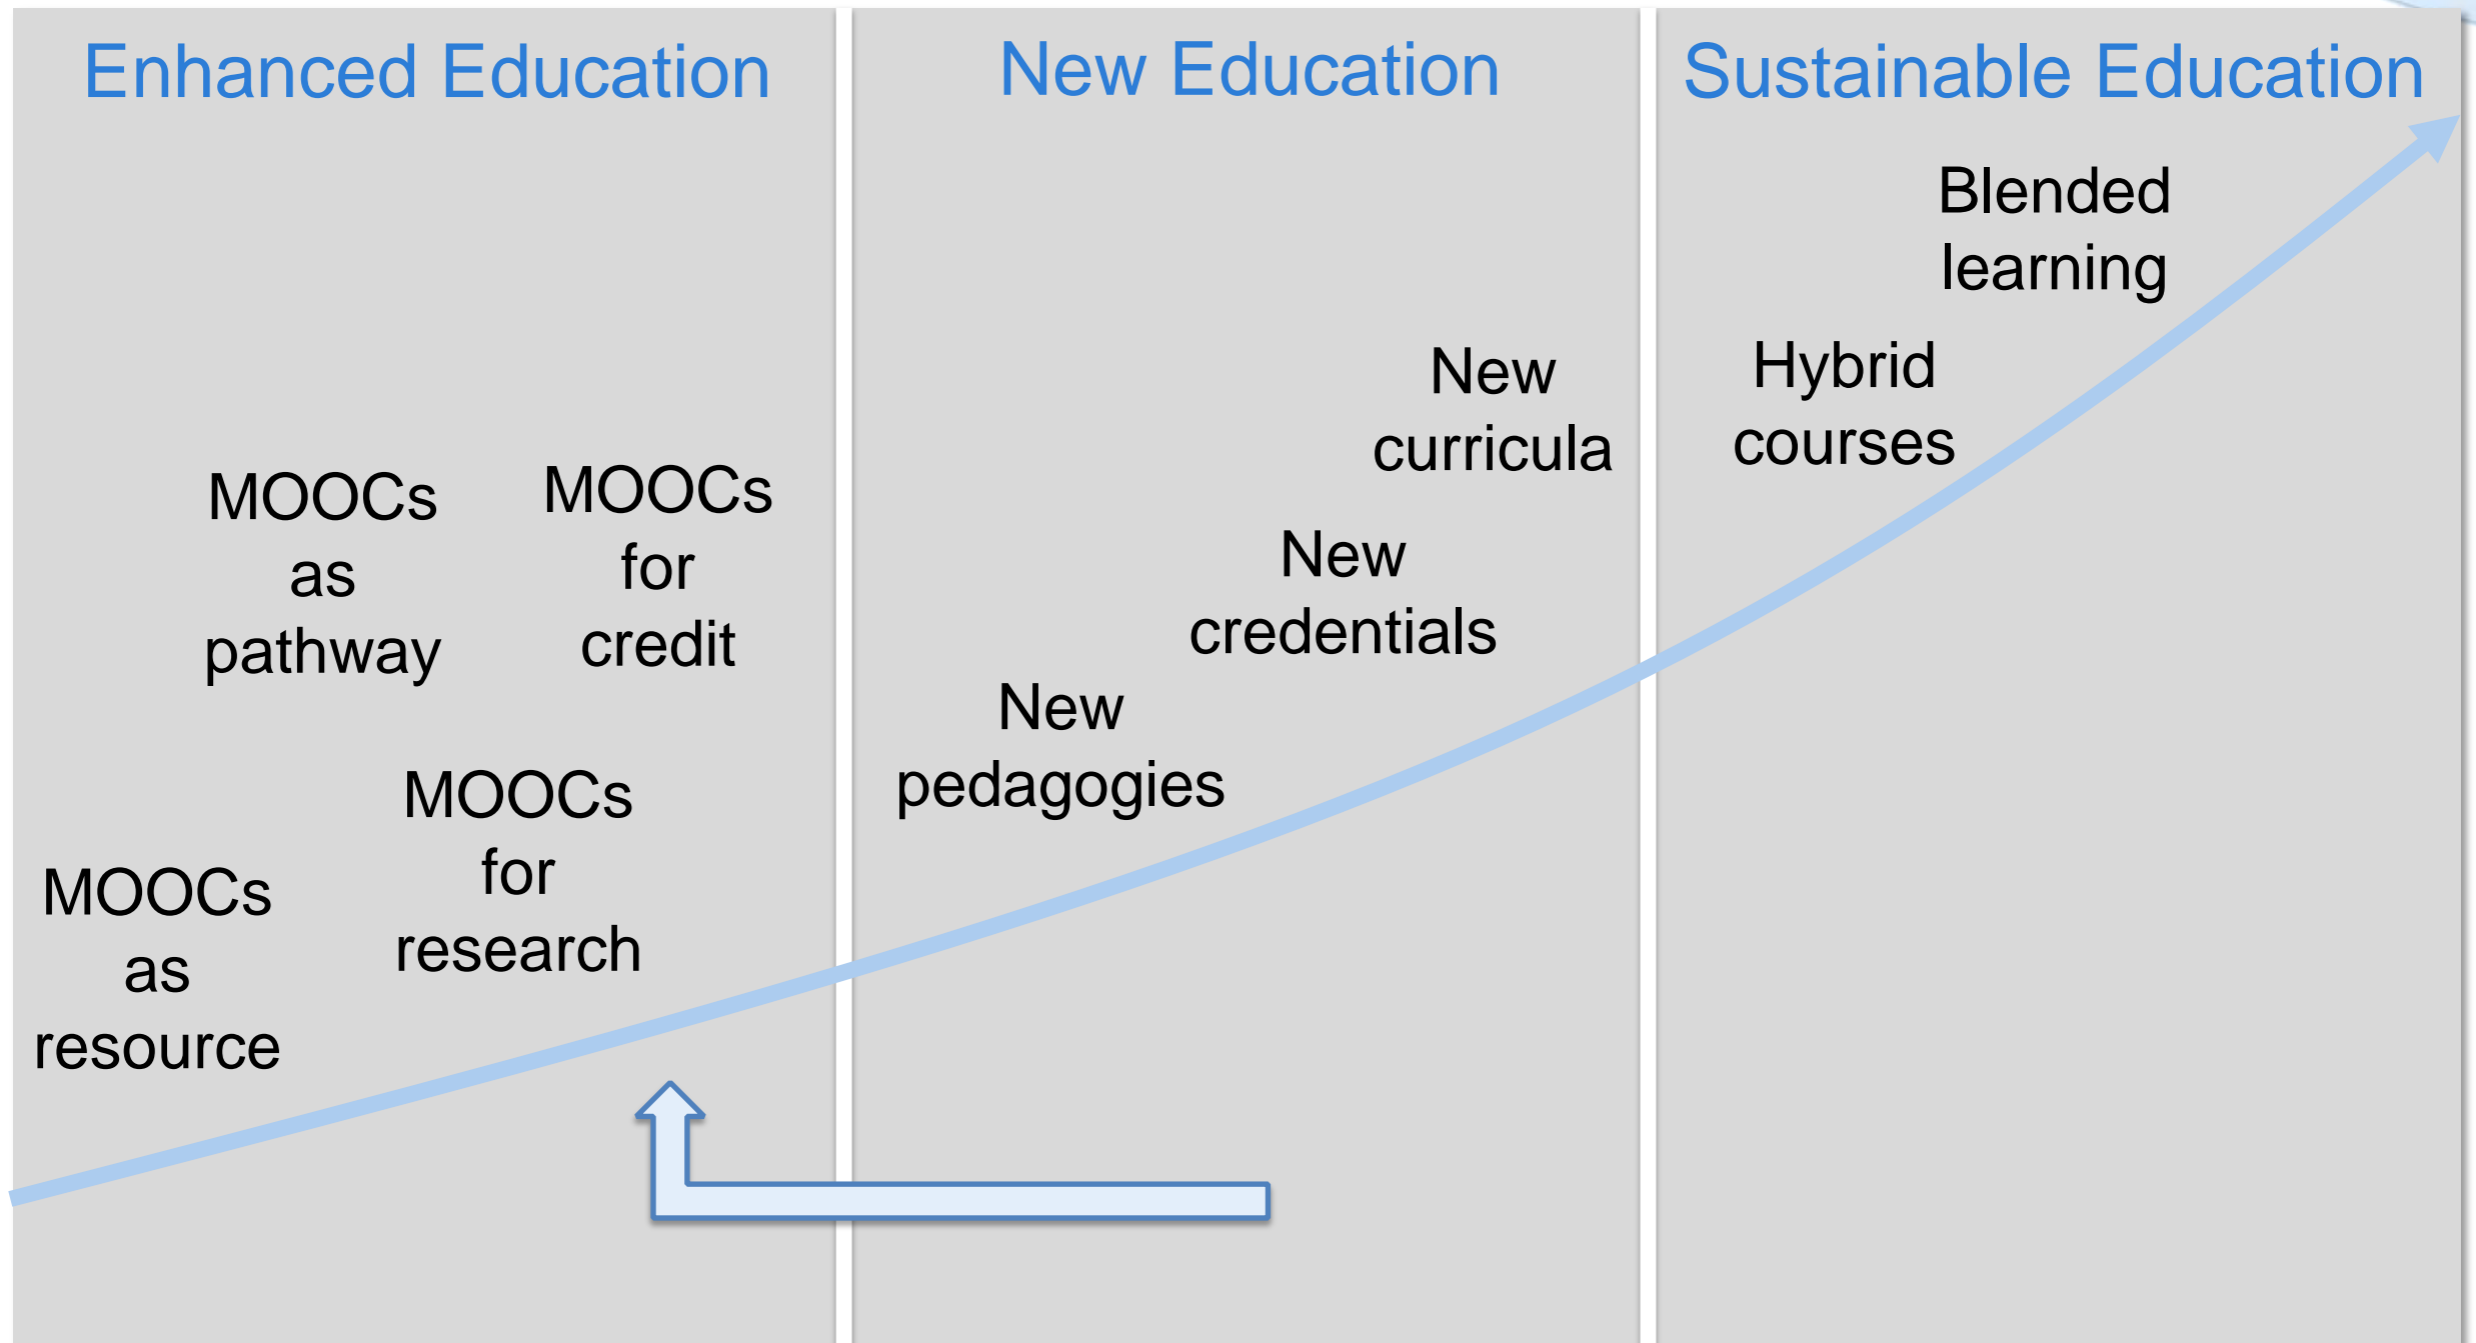 Enhanced Education
MOOCs
as
pathway
MOOCs
for
credit
MOOCs
as
resource
MOOCs
for
research
New Education
New
curricula
New
credentials
New
pedagogies
Sustainable Education
Blended
learning
Hybrid
courses